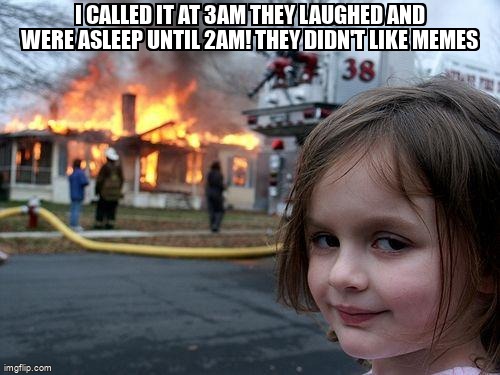 I CALLED IT AT 3AM THEY LAUGHED AND
WERE ASLEEP UNTIL 2AM! THEY DIDN'T LIKE MEMES
38
imgflip.com